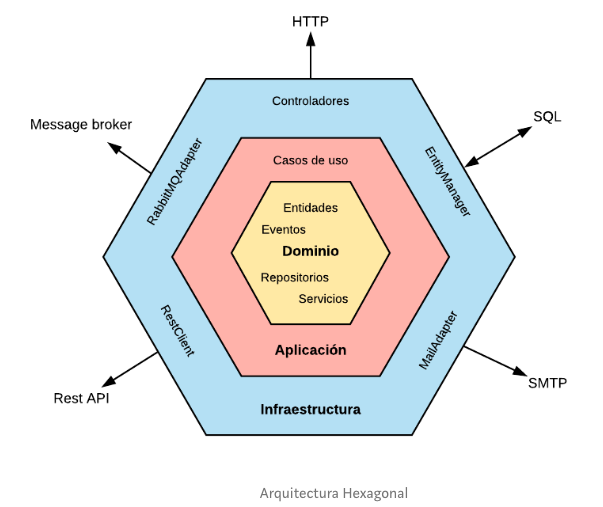 HTTP
Controladores
Message broker
SQL
RabbitMQAdapter
EntityManager
Casos de uso
Entidades
Eventos
Dominio
Repositorios
Servicios
Aplicación
RestClient
MailAdapter
Infraestructura
Rest API
SMTP
Arquitectura Hexagonal